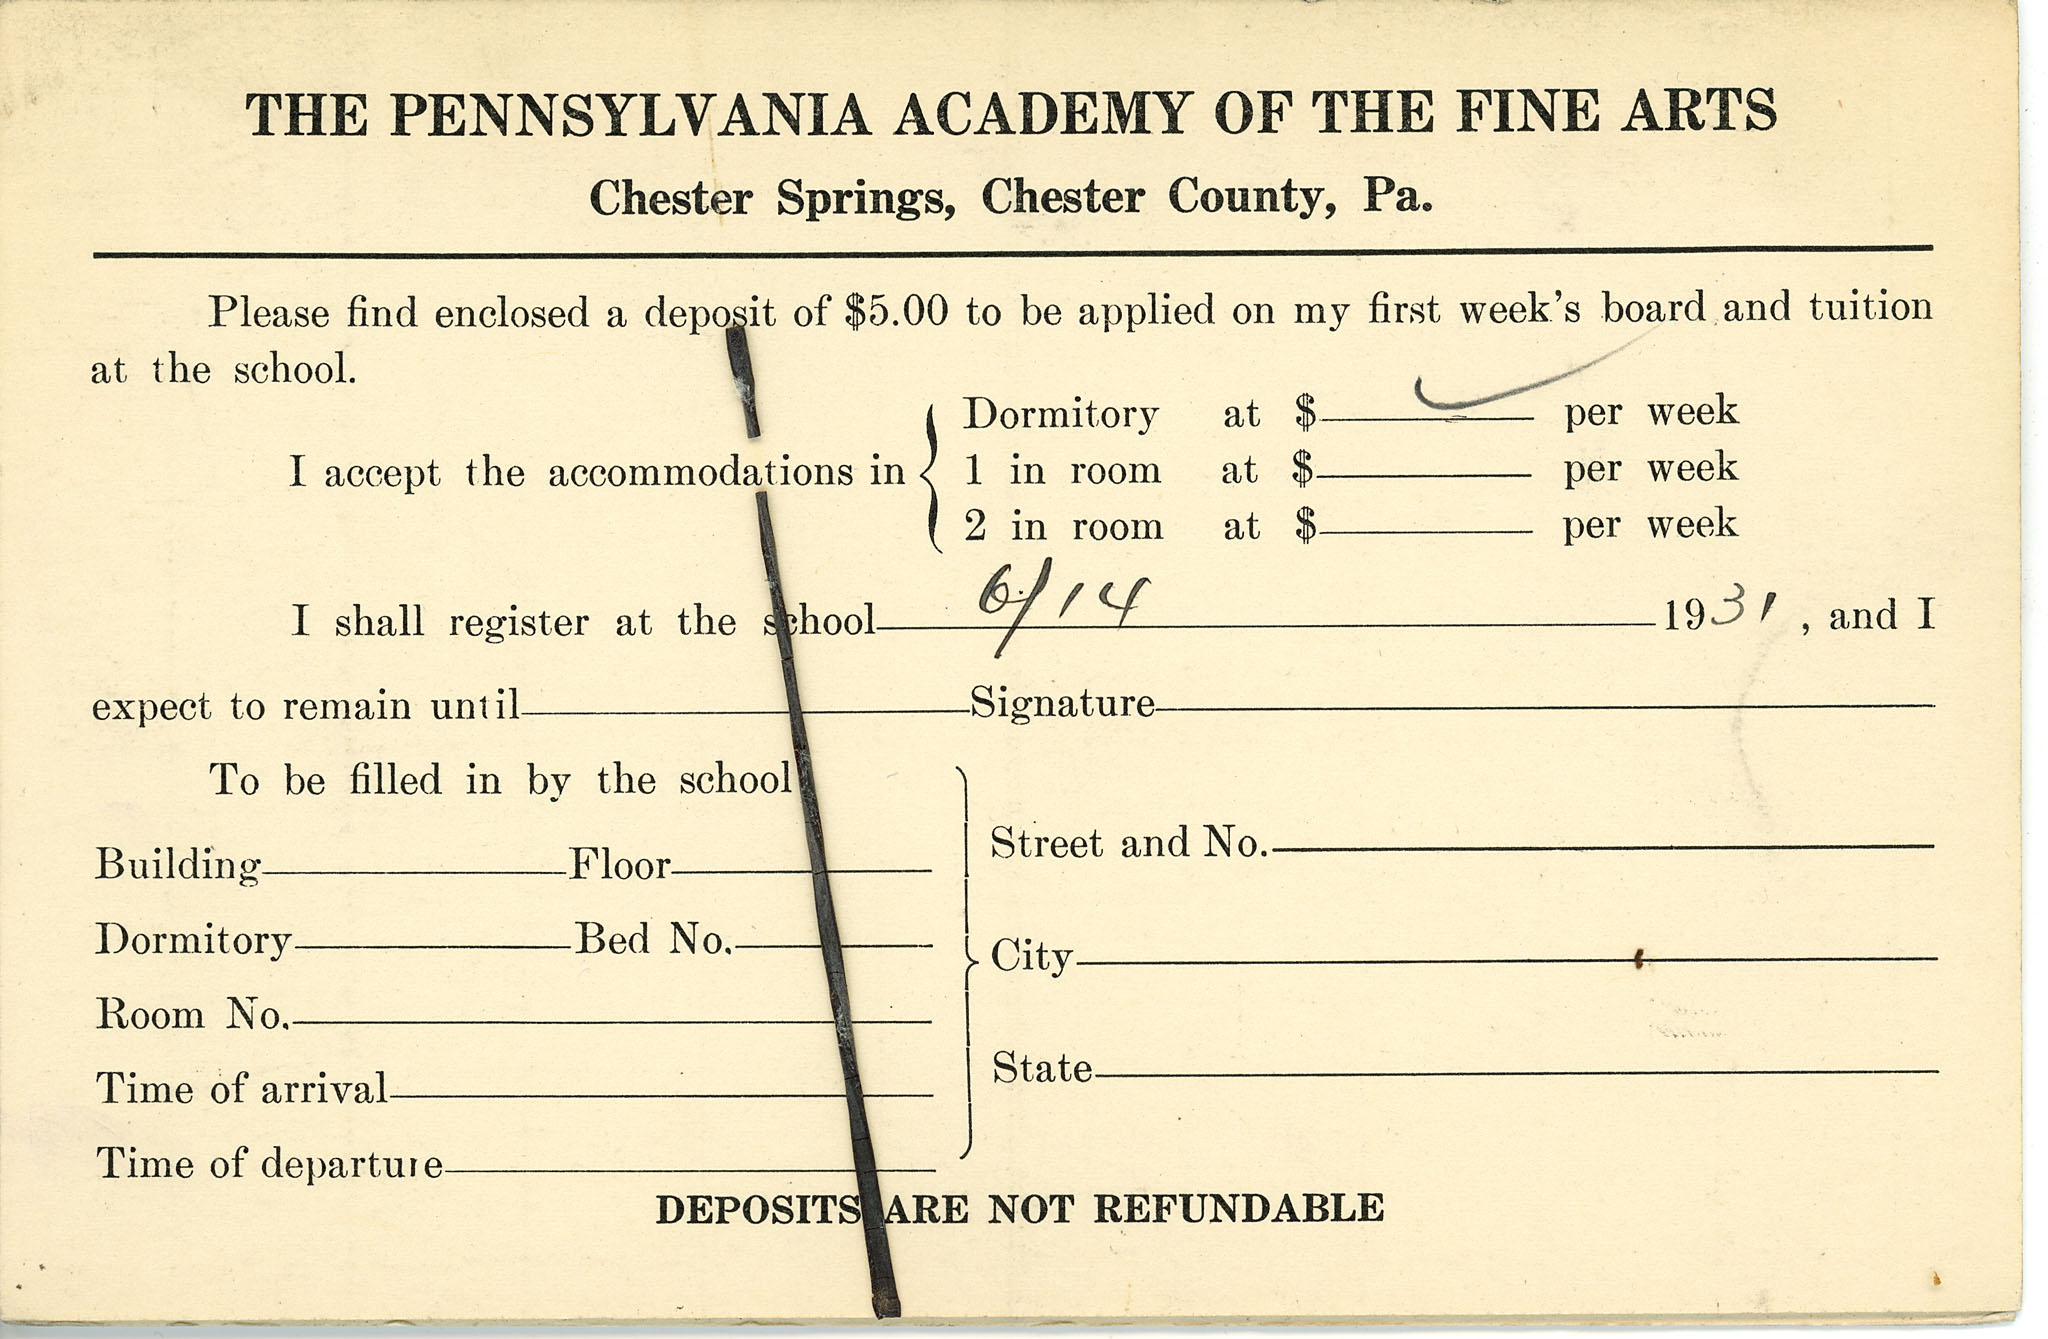 THE PENNSYLVANIA ACADEMY OF THE FINE ARTS
Chester Springs, Chester County, Pa.
Please find enclosed a deposit of $5.00 to be applied on my first week's board and tuition
at the school.
I accept the accommodations in
Dormitory at $ per week
1 in room at $ per week
2 in room at $ per week
I shall register at the school 6/14 1931, and I
expect to remain until Signature
To be filled in by the school
Building Floor
Dormitory Bed No.
Room No.
Time of arrival
Time of departure
Street and No.
City
State
DEPOSITS ARE NOT REFUNDABLE